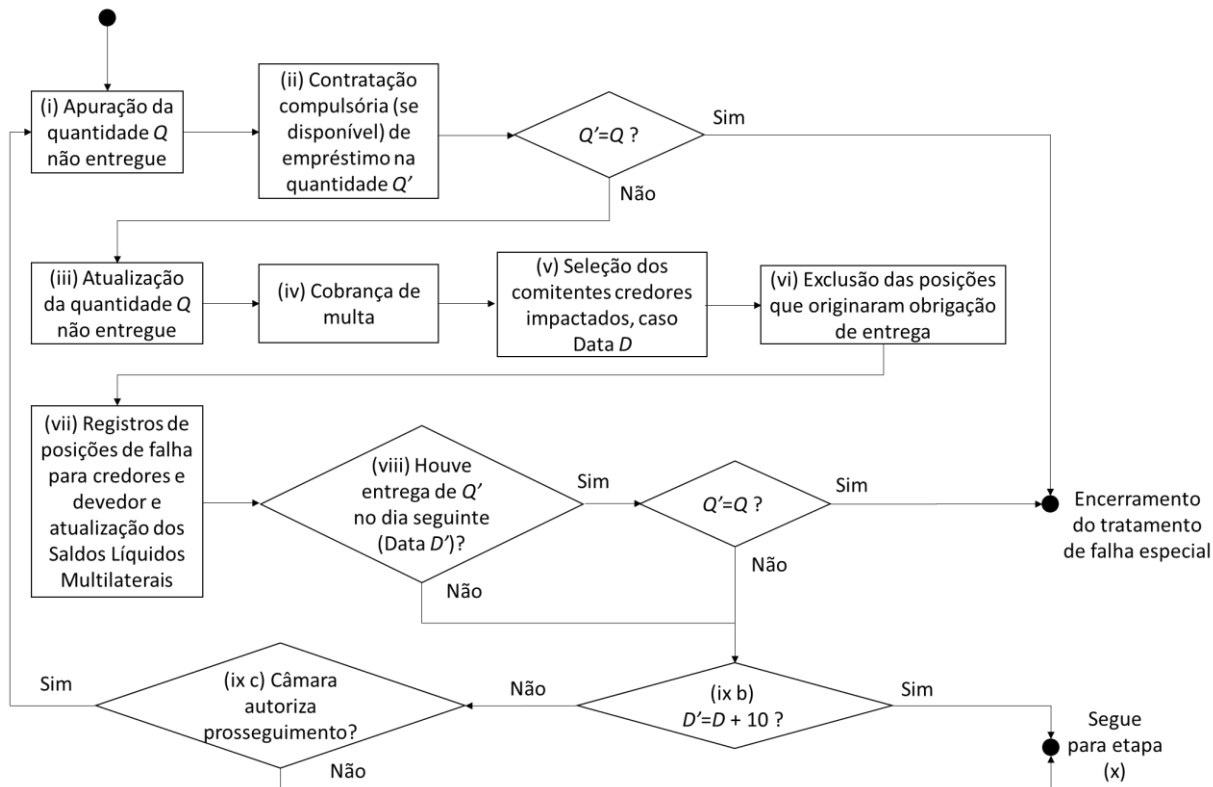 (i) Apuração da
quantidade Q
não entregue
(ii) Contratação
compulsória (se
disponível) de
empréstimo na
quantidade Q'
Q'=Q ?
Sim
Não
(iii) Atualização
da quantidade Q
não entregue
(iv) Cobrança de
multa
(v) Seleção dos
comitentes credores
impactados, caso
Data D
(vi) Exclusão das posições
que originaram obrigação
de entrega
(vii) Registros de
posições de falha
para credores e
devedor e
atualização dos
Saldos Líquidos
Multilaterais
(viii) Houve
entrega de Q'
no dia seguinte
(Data D')?
Sim
Não
Q'=Q ?
Sim
Não
Encerramento
do tratamento
de falha especial
(ix b)
D'=D + 10 ?
Não
Sim
(ix c) Câmara
autoriza
prosseguimento?
Sim
Não
Segue
para etapa
(x)